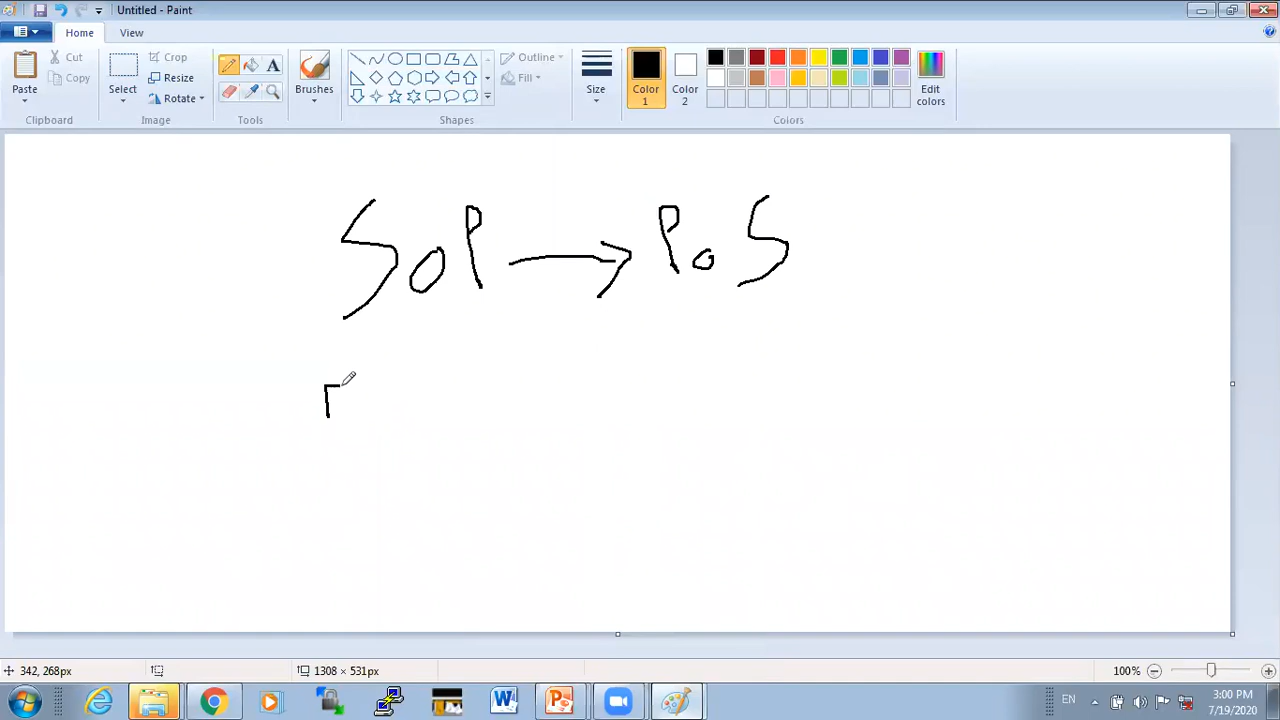 Untitled - Paint
Home
View
Paste
Cut
Copy
Clipboard
Select
Crop
Resize
Rotate
Image
A
Tools
Brushes
Outline
Fill
Shapes
Size
Color 1
Color 2
Edit colors
Colors
SOP → POS
342, 268px
1308 × 531px
100%
EN
3:00 PM
7/19/2020